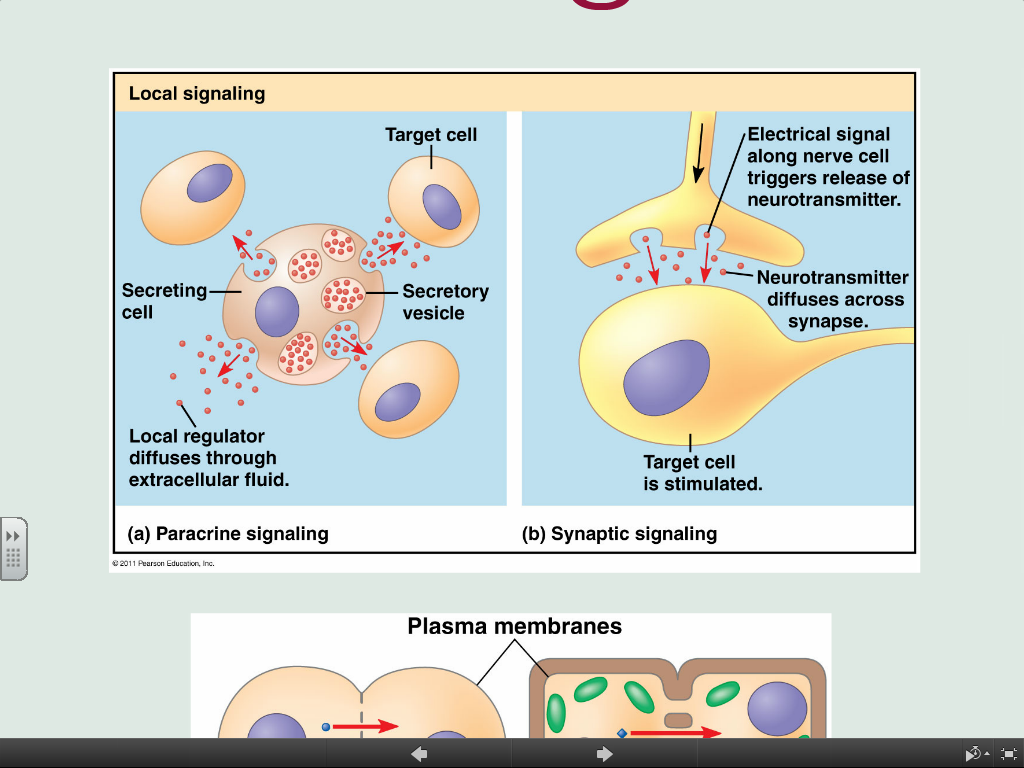 Local signaling
Target cell
Secreting
cell
Secretory
vesicle
Local regulator
diffuses through
extracellular fluid.
(a) Paracrine signaling
Electrical signal
along nerve cell
triggers release of
neurotransmitter.
Neurotransmitter
diffuses across
synapse.
Target cell
is stimulated.
(b) Synaptic signaling
© 2011 Pearson Education, Inc.
Plasma membranes